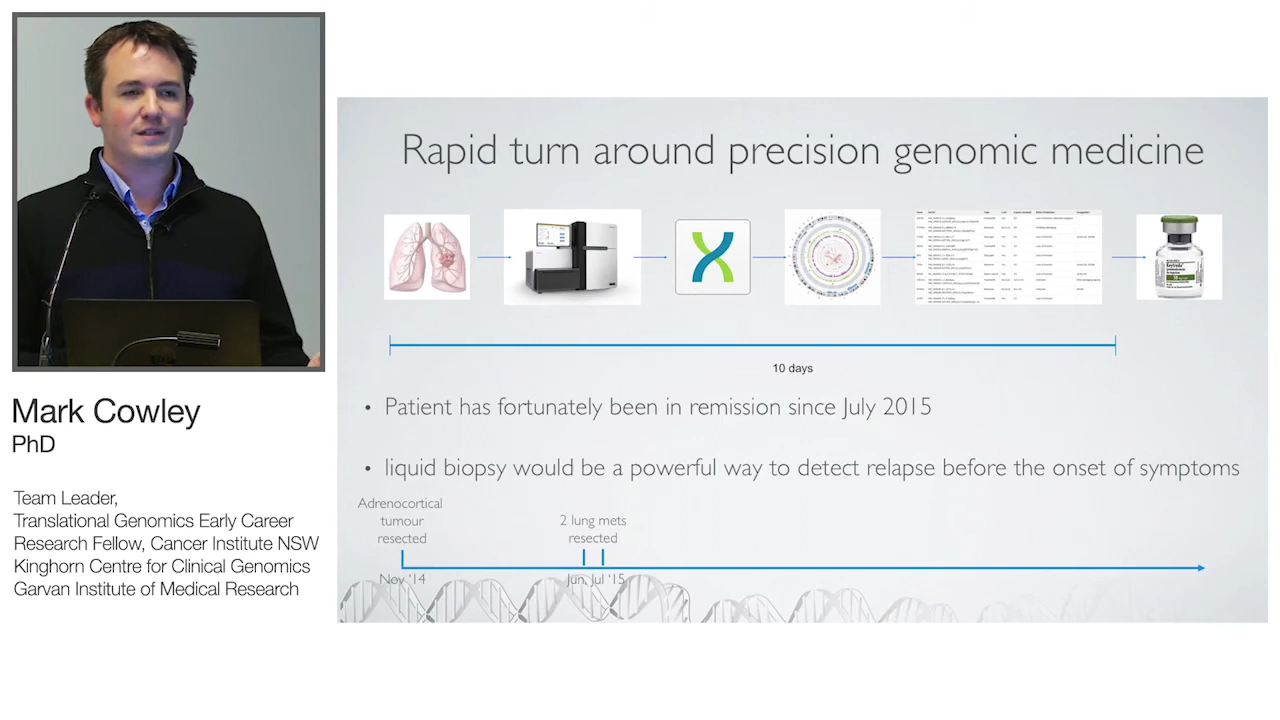 Rapid turn around precision genomic medicine
Keytruda
10 days
• Patient has fortunately been in remission since July 2015
• liquid biopsy would be a powerful way to detect relapse before the onset of symptoms
Adrenocortical
tumour
resected
2 lung mets
resected
Nov '14
Jun, Jul '15
Mark Cowley
PhD
Team Leader,
Translational Genomics Early Career
Research Fellow, Cancer Institute NSW
Kinghorn Centre for Clinical Genomics
Garvan Institute of Medical Research